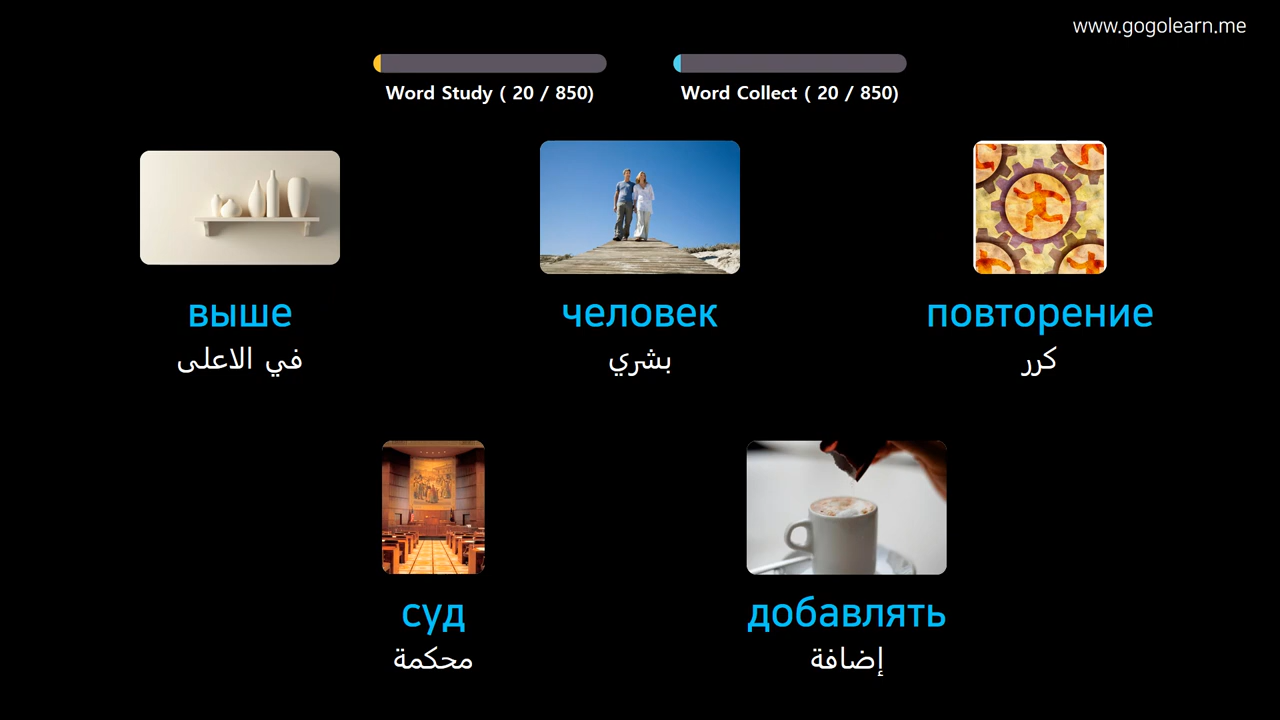 www.gogolearn.me
Word Study ( 20 / 850)
Word Collect ( 20 / 850)
выше
في الاعلى
человек
بشري
повторение
كرر
суд
محكمة
добавлять
إضافة